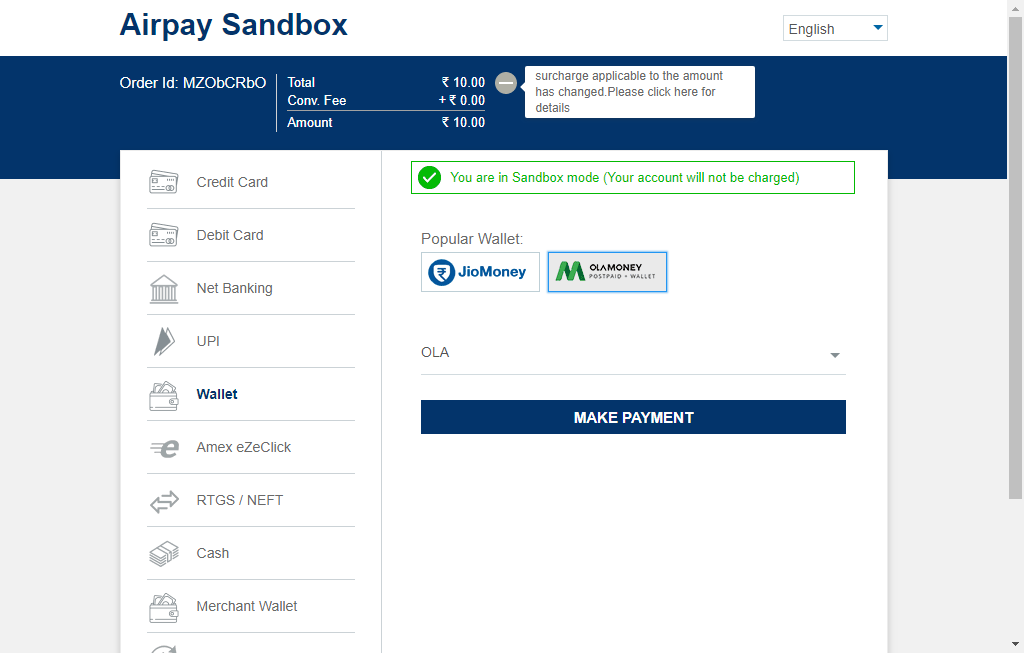 Airpay Sandbox
English
Order Id: MZObCRbO
Total ₹ 10.00
Conv. Fee + ₹ 0.00
Amount ₹ 10.00
surcharge applicable to the amount
has changed.Please click here for
details
Credit Card
Debit Card
Net Banking
UPI
Wallet
Amex eZeClick
RTGS / NEFT
Cash
Merchant Wallet
You are in Sandbox mode (Your account will not be charged)
Popular Wallet:
JioMoney
OLAMONEY
POSTPAID + WALLET
OLA
MAKE PAYMENT